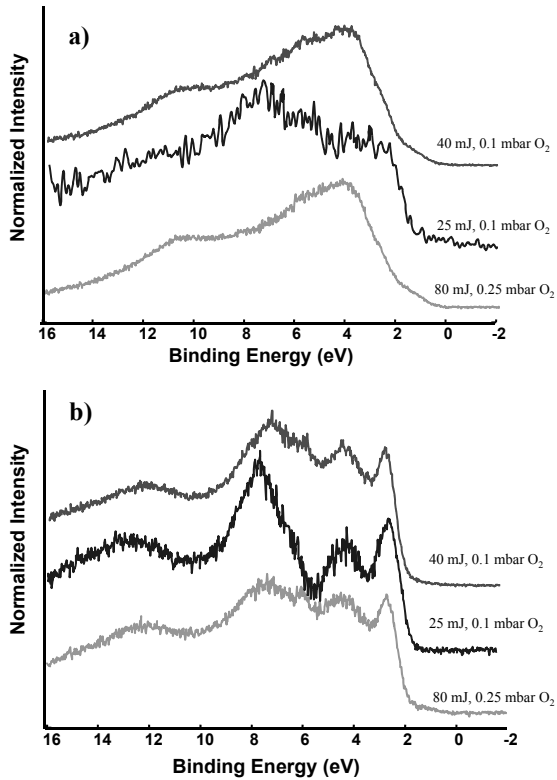 a)
Normalized Intensity
40 mJ, 0.1 mbar O₂
25 mJ, 0.1 mbar O₂
80 mJ, 0.25 mbar O₂
16 14 12 10 8 6 4 2 0 -2
Binding Energy (eV)
b)
Normalized Intensity
40 mJ, 0.1 mbar O₂
25 mJ, 0.1 mbar O₂
80 mJ, 0.25 mbar O₂
16 14 12 10 8 6 4 2 0 -2
Binding Energy (eV)